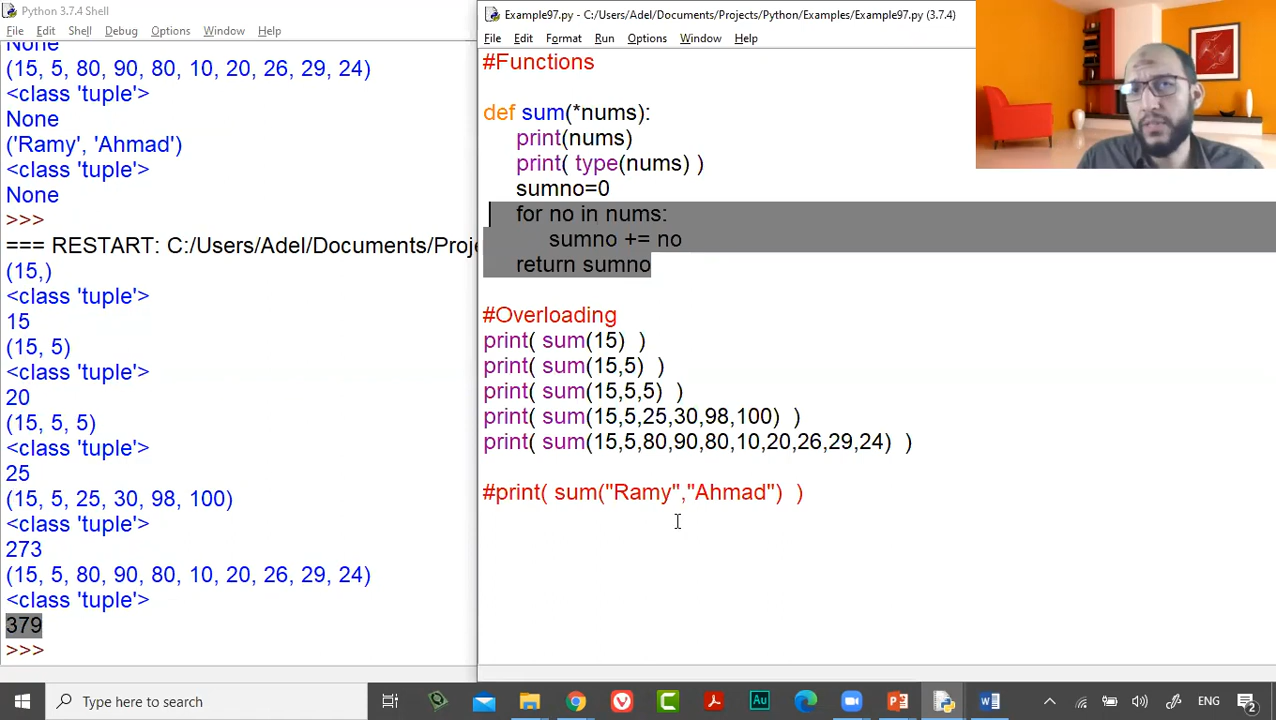 Python 3.7.4 Shell
File Edit Shell Debug Options Window Help
None
(15, 5, 80, 90, 80, 10, 20, 26, 29, 24)
<class 'tuple'>
None
('Ramy', 'Ahmad')
<class 'tuple'>
None
>>>
=== RESTART: C:/Users/Adel/Documents/Proje
(15,)
<class 'tuple'>
15
(15, 5)
<class 'tuple'>
20
(15, 5, 5)
<class 'tuple'>
25
(15, 5, 25, 30, 98, 100)
<class 'tuple'>
273
(15, 5, 80, 90, 80, 10, 20, 26, 29, 24)
<class 'tuple'>
379
>>>
Example97.py - C:/Users/Adel/Documents/Projects/Python/Examples/Example97.py (3.7.4)
File Edit Format Run Options Window Help
#Functions
def sum(*nums):
print(nums)
print( type(nums) )
sumno=0
for no in nums:
sumno += no
return sumno
#Overloading
print( sum(15) )
print( sum(15,5) )
print( sum(15,5,5) )
print( sum(15,5,25,30,98,100) )
print( sum(15,5,80,90,80,10,20,26,29,24) )
#print( sum("Ramy","Ahmad") )
Type here to search
Au
ENG
2